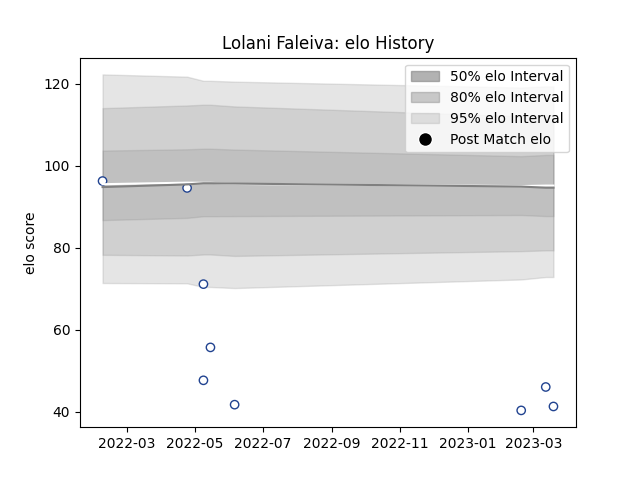 Lolani Faleiva: elo History
50% elo Interval
80% elo Interval
95% elo Interval
Post Match elo
elo score
120
100
80
60
40
2022-03 2022-05 2022-07 2022-09 2022-11 2023-01 2023-03